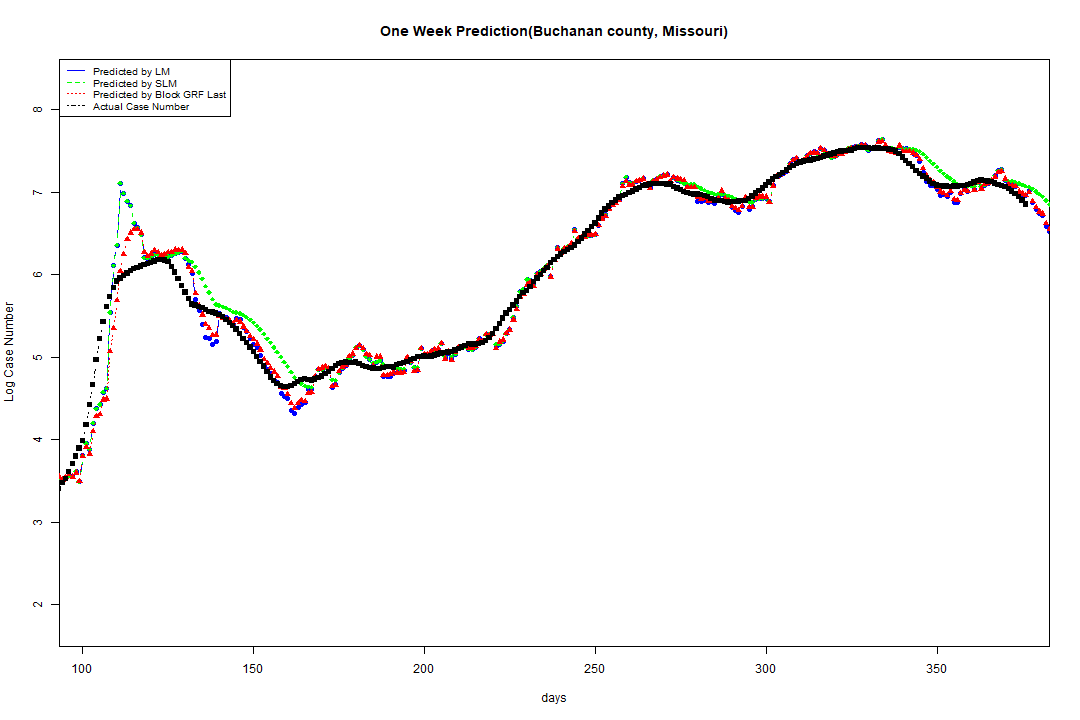 One Week Prediction(Buchanan county, Missouri)
Predicted by LM
Predicted by SLM
Predicted by Block GRF Last
Actual Case Number
8
7
6
5
4
3
2
Log Case Number
100 150 200 250 300 350
days